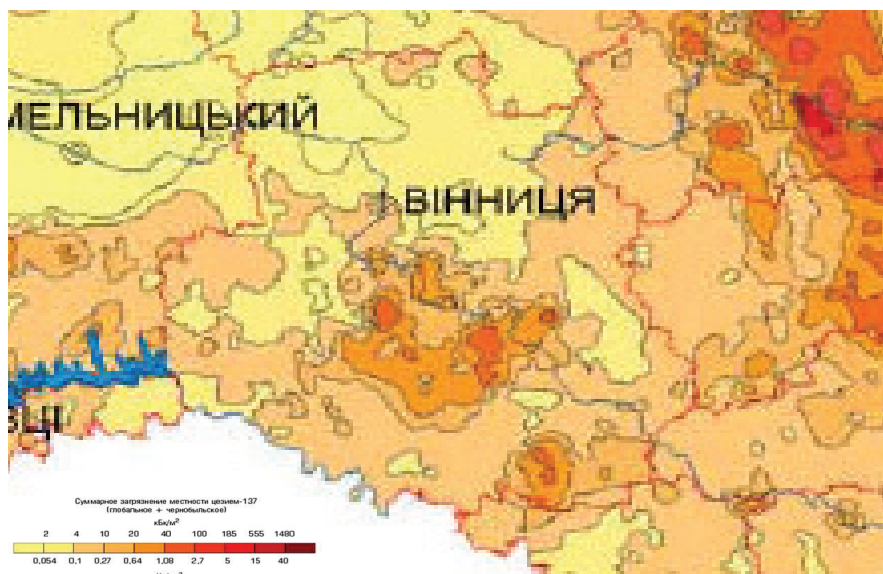 МЕЛЬНИЦЬКИЙ
ВІННИЦЯ
ВЦІ
Суммарное загрязнение местности цезием-137
(глобальное + чернобыльское)
кБк/м²
2 4 10 20 40 100 185 555 1480
0,054 0,1 0,27 0,64 1,08 2,7 5 15 40